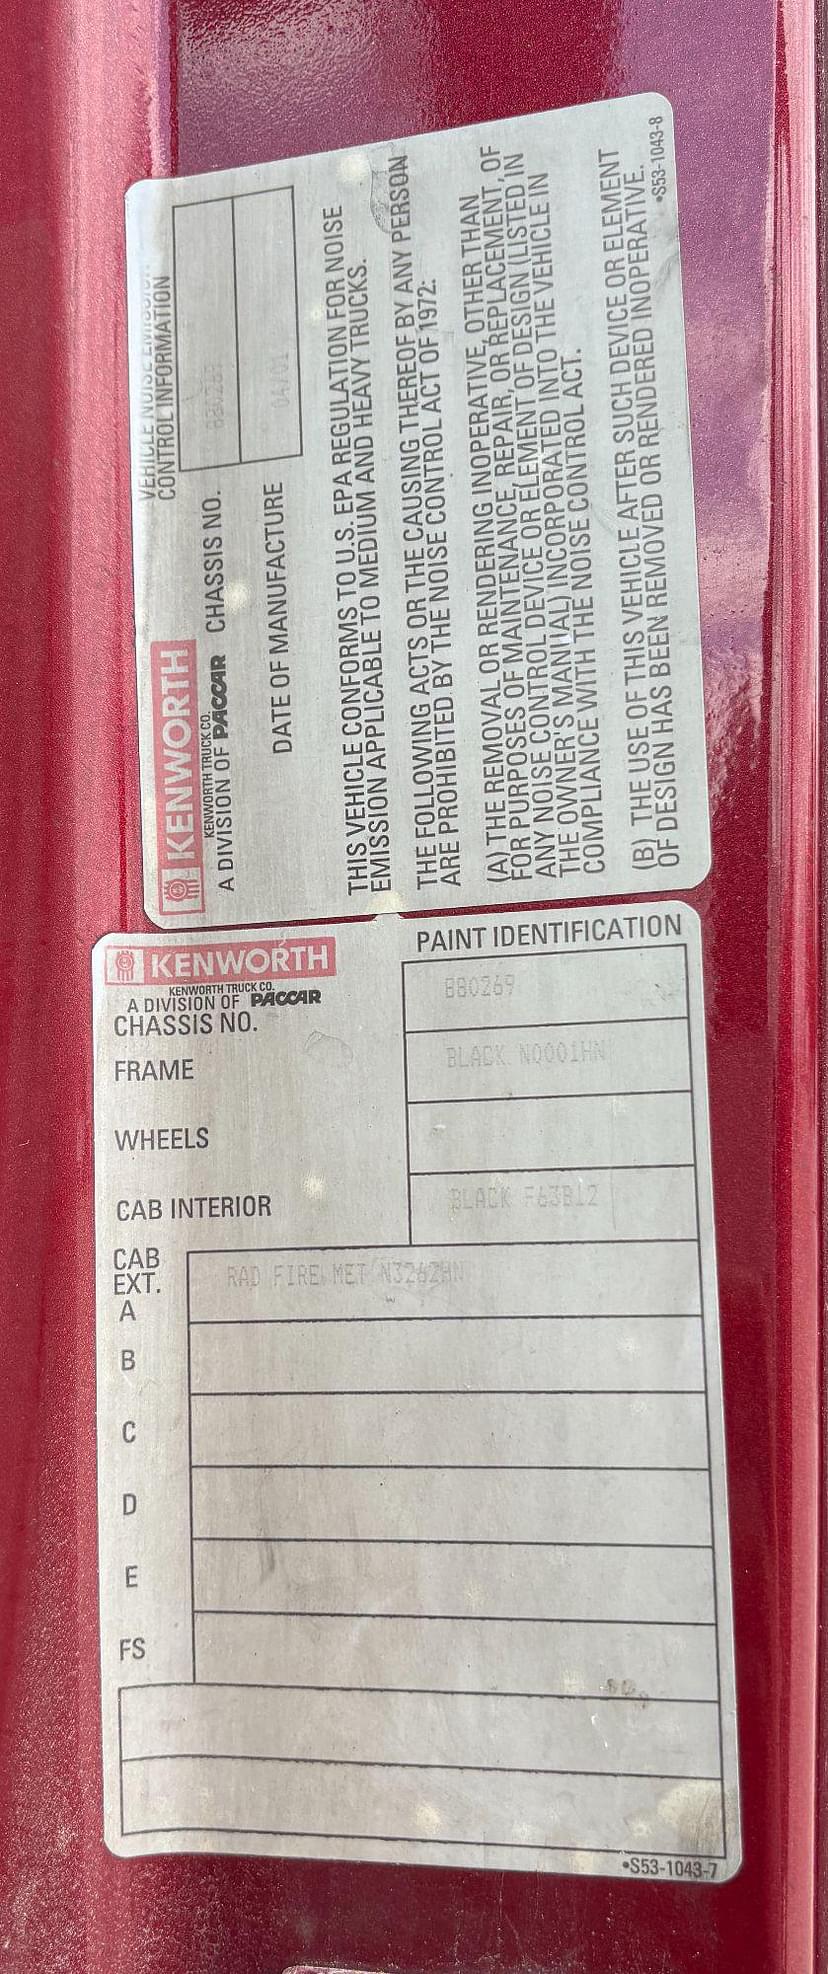 VEHICLE NOISE EMISSION
CONTROL INFORMATION
KENWORTH
KENWORTH TRUCK CO.
A DIVISION OF PACCAR
CHASSIS NO. 880269
DATE OF MANUFACTURE 04/01
THIS VEHICLE CONFORMS TO U.S. EPA REGULATION FOR NOISE
EMISSION APPLICABLE TO MEDIUM AND HEAVY TRUCKS.
THE FOLLOWING ACTS OR THE CAUSING THEREOF BY ANY PERSON
ARE PROHIBITED BY THE NOISE CONTROL ACT OF 1972:
(A) THE REMOVAL OR RENDERING INOPERATIVE, OTHER THAN
FOR PURPOSES OF MAINTENANCE, REPAIR, OR REPLACEMENT, OF
ANY NOISE CONTROL DEVICE OR ELEMENT OF DESIGN (LISTED IN
THE OWNER'S MANUAL) INCORPORATED INTO THE VEHICLE IN
COMPLIANCE WITH THE NOISE CONTROL ACT.
(B) THE USE OF THIS VEHICLE AFTER SUCH DEVICE OR ELEMENT
OF DESIGN HAS BEEN REMOVED OR RENDERED INOPERATIVE.
•S53-1043-8
KENWORTH
KENWORTH TRUCK CO.
A DIVISION OF PACCAR
PAINT IDENTIFICATION
CHASSIS NO. 880269
FRAME BLACK N0001HN
WHEELS
CAB INTERIOR BLACK F63B12
CAB
EXT.
A RAD FIRE MET N3262HN
B
C
D
E
FS
•S53-1043-7